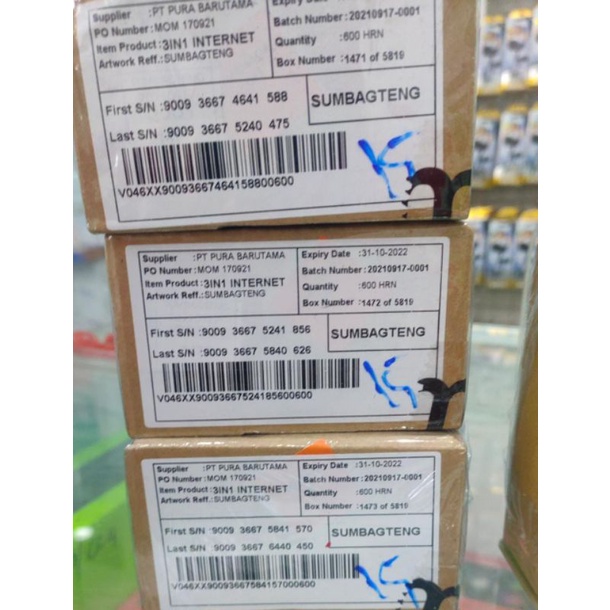 Supplier :PT PURA BARUTAMA
PO Number :MOM 170921
Item Product :3IN1 INTERNET
Artwork Reff.:SUMBAGTENG
Batch Number :20210917-0001
Quantity :600 HRN
Box Number :1471 of 5819
First S/N :9009 3667 4641 588
Last S/N :9009 3667 5240 475
SUMBAGTENG
V046XX90093667464158800600
Supplier :PT PURA BARUTAMA
PO Number :MOM 170921
Item Product :3IN1 INTERNET
Artwork Reff.:SUMBAGTENG
Expiry Date :31-10-2022
Batch Number :20210917-0001
Quantity :600 HRN
Box Number :1472 of 5819
First S/N :9009 3667 5241 856
Last S/N :9009 3667 5840 626
SUMBAGTENG
V046XX90093667524185600600
Supplier :PT PURA BARUTAMA
PO Number :MOM 170921
Item Product :3IN1 INTERNET
Artwork Reff.:SUMBAGTENG
Expiry Date :31-10-2022
Batch Number :20210917-0001
Quantity :600 HRN
Box Number :1473 of 5819
First S/N :9009 3667 5841 570
Last S/N :9009 3667 6440 450
SUMBAGTENG
V046XX90093667584157000600